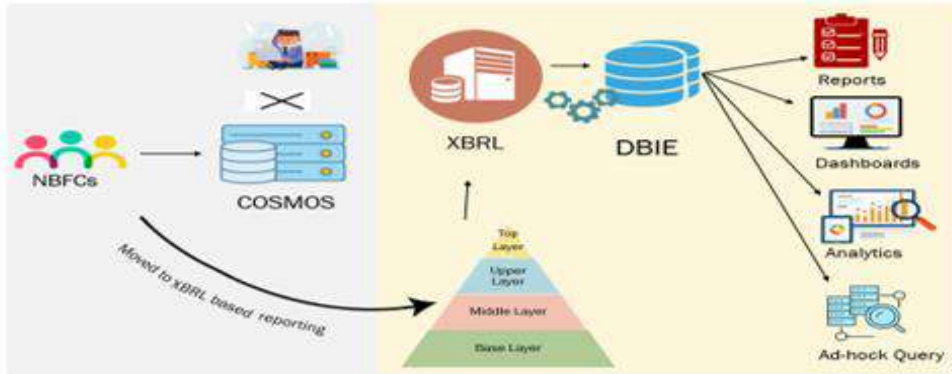 NBFCs
COSMOS
Moved to XBRL based reporting
XBRL
DBIE
Top
Layer
Upper
Layer
Middle Layer
Base Layer
Reports
Dashboards
Analytics
Ad-hock Query